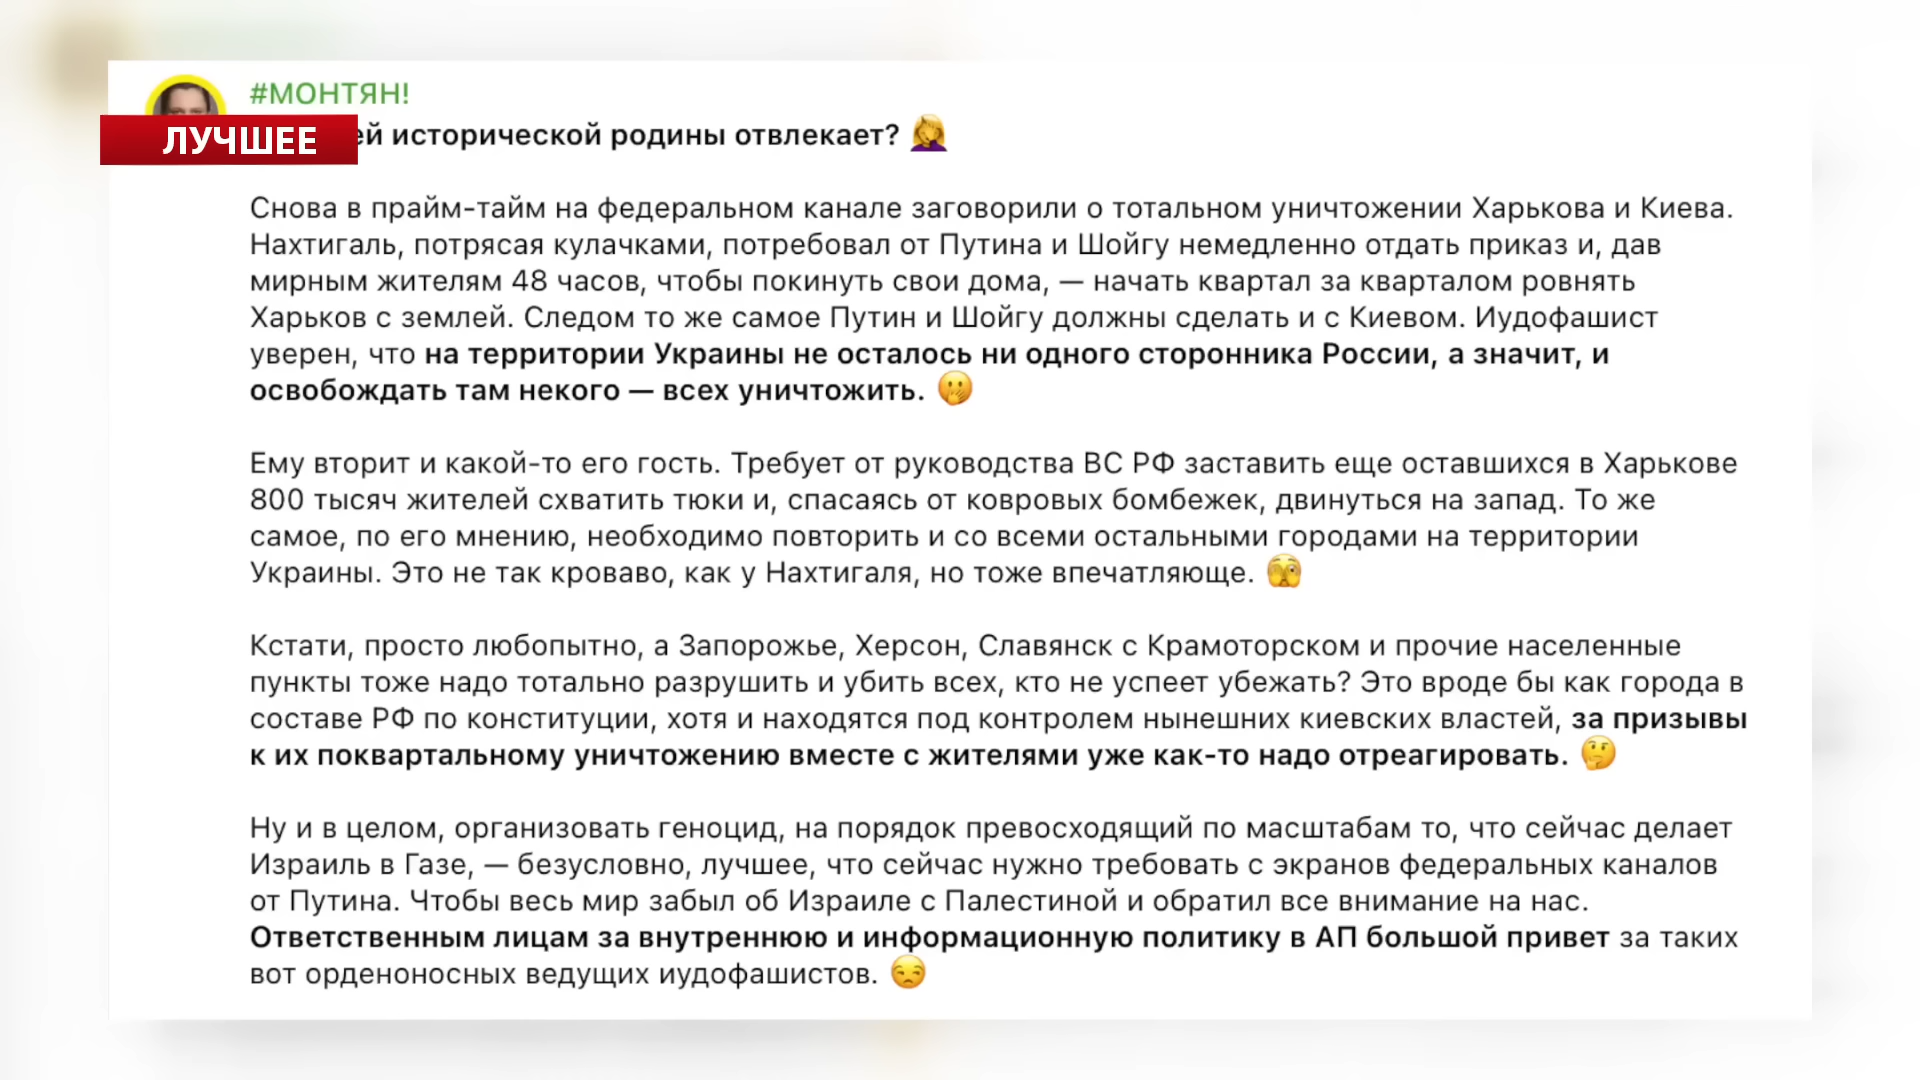 #МОНТЯН!
ЛУЧШЕЕ
ей исторической родины отвлекает? 🤦‍♀️
Снова в прайм-тайм на федеральном канале заговорили о тотальном уничтожении Харькова и Киева.
Нахтигаль, потрясая кулачками, потребовал от Путина и Шойгу немедленно отдать приказ и, дав
мирным жителям 48 часов, чтобы покинуть свои дома, — начать квартал за кварталом ровнять
Харьков с землей. Следом то же самое Путин и Шойгу должны сделать и с Киевом. Иудофашист
уверен, что на территории Украины не осталось ни одного сторонника России, а значит, и
освобождать там некого — всех уничтожить. 🫢
Ему вторит и какой-то его гость. Требует от руководства ВС РФ заставить еще оставшихся в Харькове
800 тысяч жителей схватить тюки и, спасаясь от ковровых бомбежек, двинуться на запад. То же
самое, по его мнению, необходимо повторить и со всеми остальными городами на территории
Украины. Это не так кроваво, как у Нахтигаля, но тоже впечатляюще. 🫣
Кстати, просто любопытно, а Запорожье, Херсон, Славянск с Крамоторском и прочие населенные
пункты тоже надо тотально разрушить и убить всех, кто не успеет убежать? Это вроде бы как города в
составе РФ по конституции, хотя и находятся под контролем нынешних киевских властей, за призывы
к их поквартальному уничтожению вместе с жителями уже как-то надо отреагировать. 🤔
Ну и в целом, организовать геноцид, на порядок превосходящий по масштабам то, что сейчас делает
Израиль в Газе, — безусловно, лучшее, что сейчас нужно требовать с экранов федеральных каналов
от Путина. Чтобы весь мир забыл об Израиле с Палестиной и обратил все внимание на нас.
Ответственным лицам за внутреннюю и информационную политику в АП большой привет за таких
вот орденоносных ведущих иудофашистов. 😒